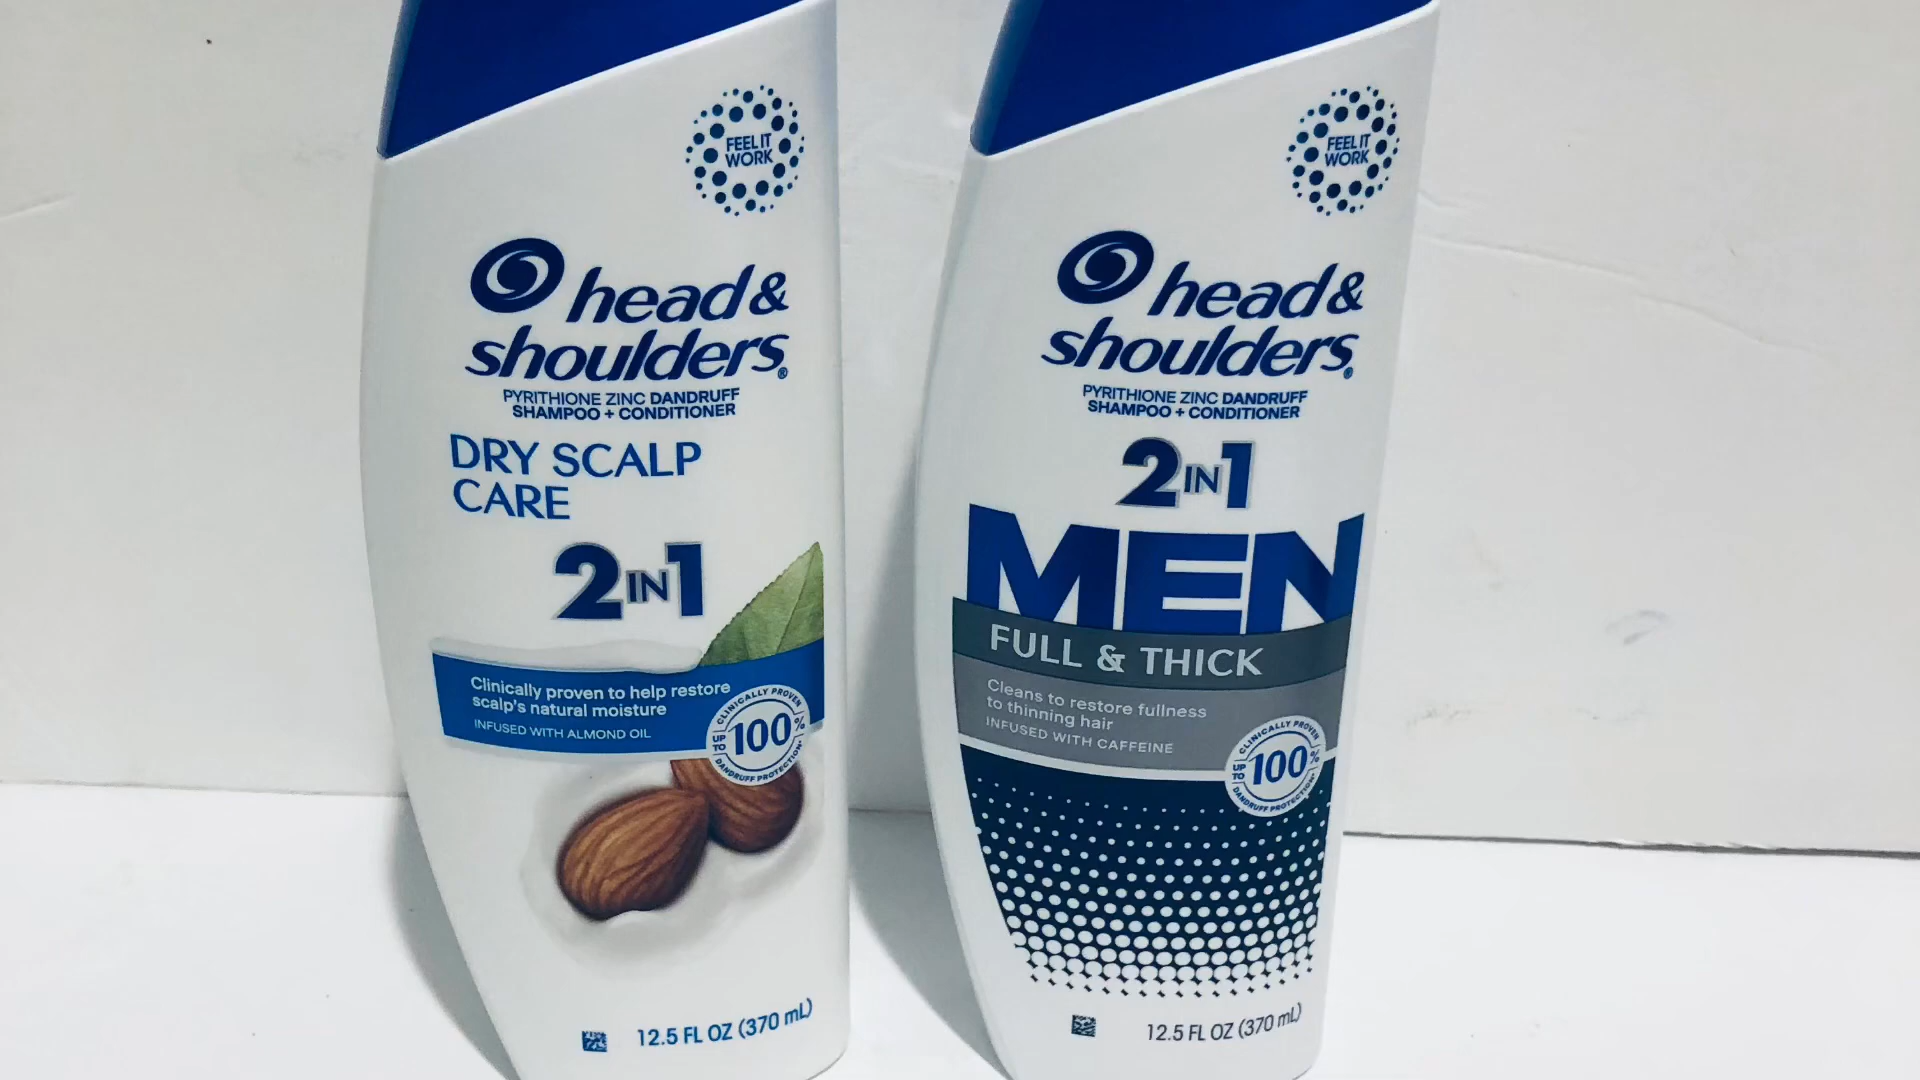 FEEL IT
WORK
head &
shoulders®
PYRITHIONE ZINC DANDRUFF
SHAMPOO + CONDITIONER
DRY SCALP
CARE
2IN1
Clinically proven to help restore
scalp's natural moisture
INFUSED WITH ALMOND OIL
CLINICALLY PROVEN
UP TO 100%
DANDRUFF PROTECTION*
12.5 FL OZ (370 mL)
FEEL IT
WORK
head &
shoulders®
PYRITHIONE ZINC DANDRUFF
SHAMPOO + CONDITIONER
2IN1
MEN
FULL & THICK
Cleans to restore fullness
to thinning hair
INFUSED WITH CAFFEINE
CLINICALLY PROVEN
UP TO 100%
DANDRUFF PROTECTION*
12.5 FL OZ (370 mL)